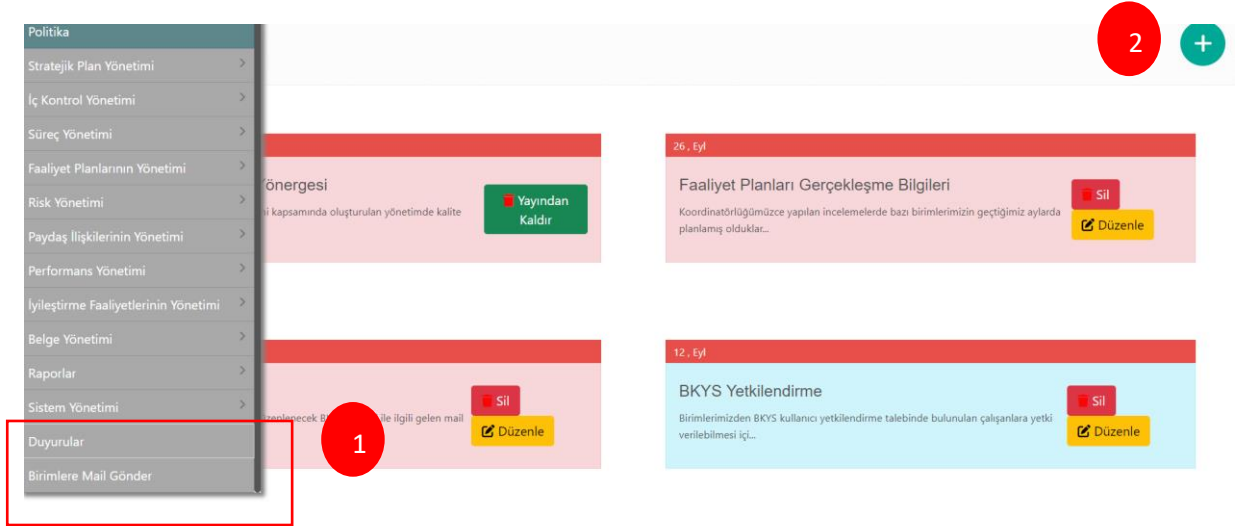 Politika
Stratejik Plan Yönetimi
İç Kontrol Yönetimi
Süreç Yönetimi
Faaliyet Planlarının Yönetimi
Risk Yönetimi
Paydaş İlişkilerinin Yönetimi
Performans Yönetimi
İyileştirme Faaliyetlerinin Yönetimi
Belge Yönetimi
Raporlar
Sistem Yönetimi
Duyurular
Birimlere Mail Gönder
1
2
+
Yönergesi
kapsamında oluşturulan yönetimde kalite
Yayından
Kaldır
26 , Eyl
Faaliyet Planları Gerçekleşme Bilgileri
Koordinatörlüğümüzce yapılan incelemelerde bazı birimlerimizin geçtiğimiz aylarda
planlamış olduklar...
Sil
Düzenle
ile ilgili gelen mail
Sil
Düzenle
12 , Eyl
BKYS Yetkilendirme
Birimlerimizden BKYS kullanıcı yetkilendirme talebinde bulunulan çalışanlara yetki
verilebilmesi içi...
Sil
Düzenle